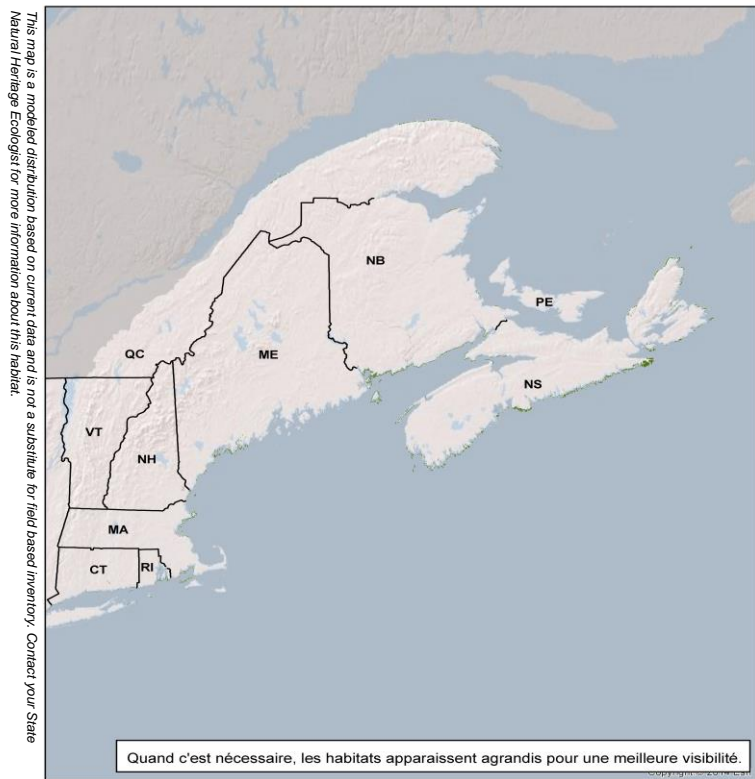 This map is a modeled distribution based on current data and is not a substitute for field based inventory. Contact your State
Natural Heritage Ecologist for more information about this habitat.
NB
PE
QC
ME
NS
VT
NH
MA
CT
RI
Quand c'est nécessaire, les habitats apparaissent agrandis pour une meilleure visibilité.